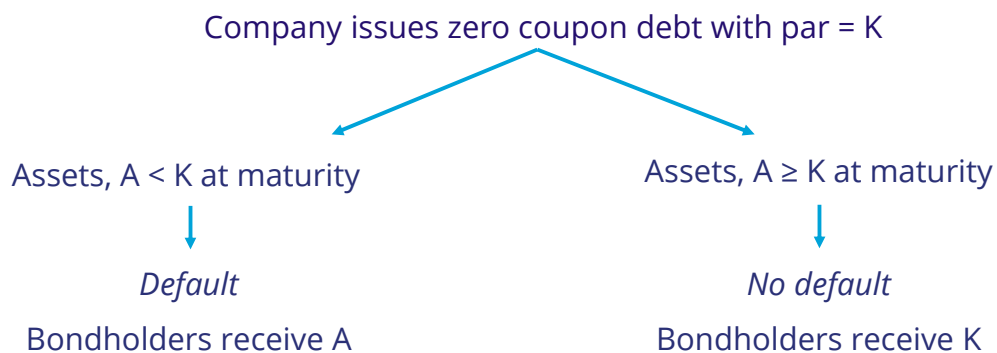 Company issues zero coupon debt with par = K
Assets, A < K at maturity
Assets, A ≥ K at maturity
Default
No default
Bondholders receive A
Bondholders receive K